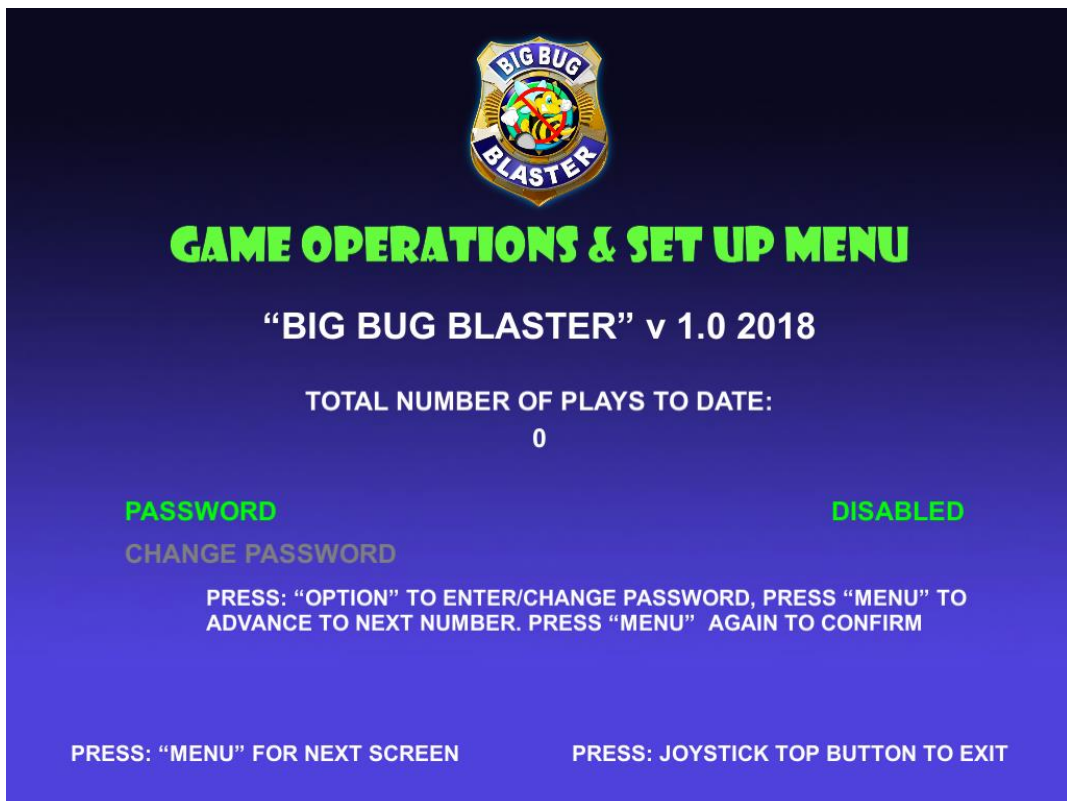 BIG BUG
BLASTER
GAME OPERATIONS & SET UP MENU
“BIG BUG BLASTER” v 1.0 2018
TOTAL NUMBER OF PLAYS TO DATE:
0
PASSWORD DISABLED
CHANGE PASSWORD
PRESS: “OPTION” TO ENTER/CHANGE PASSWORD, PRESS “MENU” TO
ADVANCE TO NEXT NUMBER. PRESS “MENU” AGAIN TO CONFIRM
PRESS: “MENU” FOR NEXT SCREEN PRESS: JOYSTICK TOP BUTTON TO EXIT